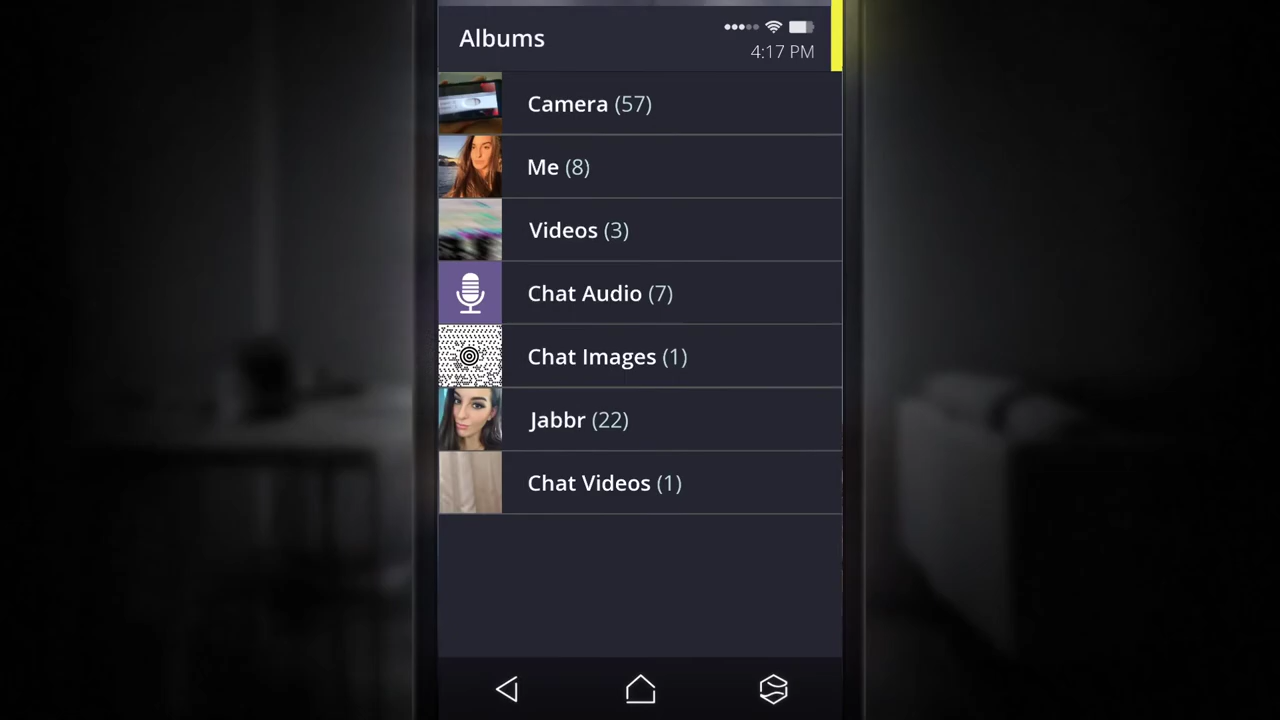 Albums
4:17 PM
Camera (57)
Me (8)
Videos (3)
Chat Audio (7)
Chat Images (1)
Jabbr (22)
Chat Videos (1)